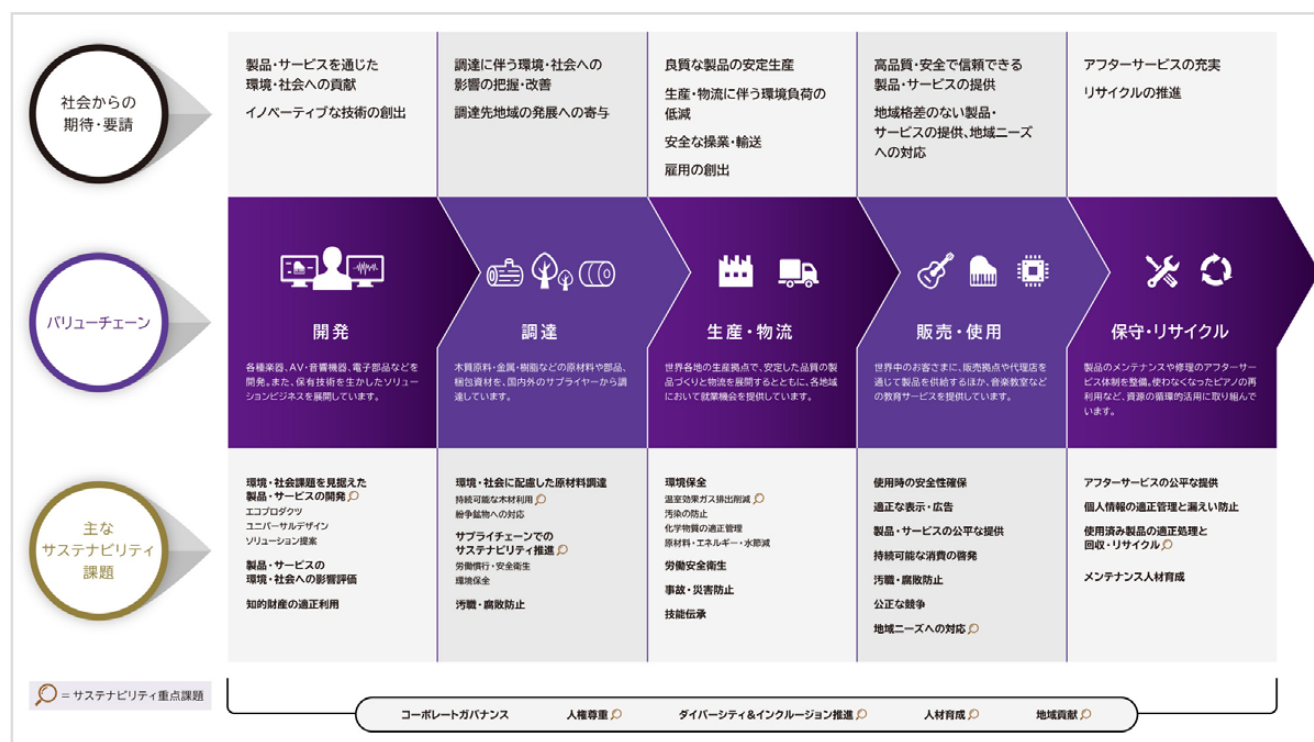 社会からの
期待・要請
製品・サービスを通じた
環境・社会への貢献
イノベーティブな技術の創出
調達に伴う環境・社会への
影響の把握・改善
調達先地域の発展への寄与
良質な製品の安定生産
生産・物流に伴う環境負荷の
低減
安全な操業・輸送
雇用の創出
高品質・安全で信頼できる
製品・サービスの提供
地域格差のない製品・
サービスの提供、地域ニーズ
への対応
アフターサービスの充実
リサイクルの推進
バリューチェーン
開発
各種楽器、AV・音響機器、電子部品などを
開発。また、保有技術を生かしたソリュー
ションビジネスを展開しています。
調達
木質原料・金属・樹脂などの原材料や部品、
梱包資材を、国内外のサプライヤーから調
達しています。
生産・物流
世界各地の生産拠点で、安定した品質の製
品づくりと物流を展開するとともに、各地域
において就業機会を提供しています。
販売・使用
世界中のお客さまに、販売拠点や代理店を
通じて製品を供給するほか、音楽教室など
の教育サービスを提供しています。
保守・リサイクル
製品のメンテナンスや修理のアフターサー
ビス体制を整備。使わなくなったピアノの再
利用など、資源の循環的活用に取り組んで
います。
主な
サステナビリティ
課題
環境・社会課題を見据えた
製品・サービスの開発
エコプロダクツ
ユニバーサルデザイン
ソリューション提案
製品・サービスの
環境・社会への影響評価
知的財産の適正利用
環境・社会に配慮した原材料調達
持続可能な木材利用
紛争鉱物への対応
サプライチェーンでの
サステナビリティ推進
労働慣行・安全衛生
環境保全
汚職・腐敗防止
環境保全
温室効果ガス排出削減
汚染の防止
化学物質の適正管理
原材料・エネルギー・水節減
労働安全衛生
事故・災害防止
技能伝承
使用時の安全性確保
適正な表示・広告
製品・サービスの公平な提供
持続可能な消費の啓発
汚職・腐敗防止
公正な競争
地域ニーズへの対応
アフターサービスの公平な提供
個人情報の適正管理と漏えい防止
使用済み製品の適正処理と
回収・リサイクル
メンテナンス人材育成
=サステナビリティ重点課題
コーポレートガバナンス
人権尊重
ダイバーシティ&インクルージョン推進
人材育成
地域貢献